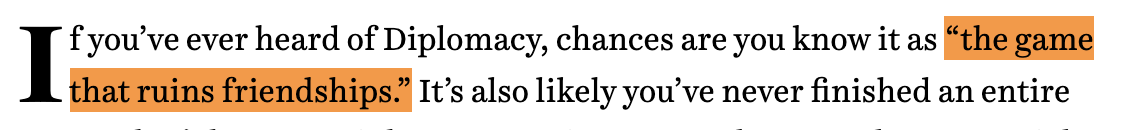 If you’ve ever heard of Diplomacy, chances are you know it as “the game
that ruins friendships.” It’s also likely you’ve never finished an entire